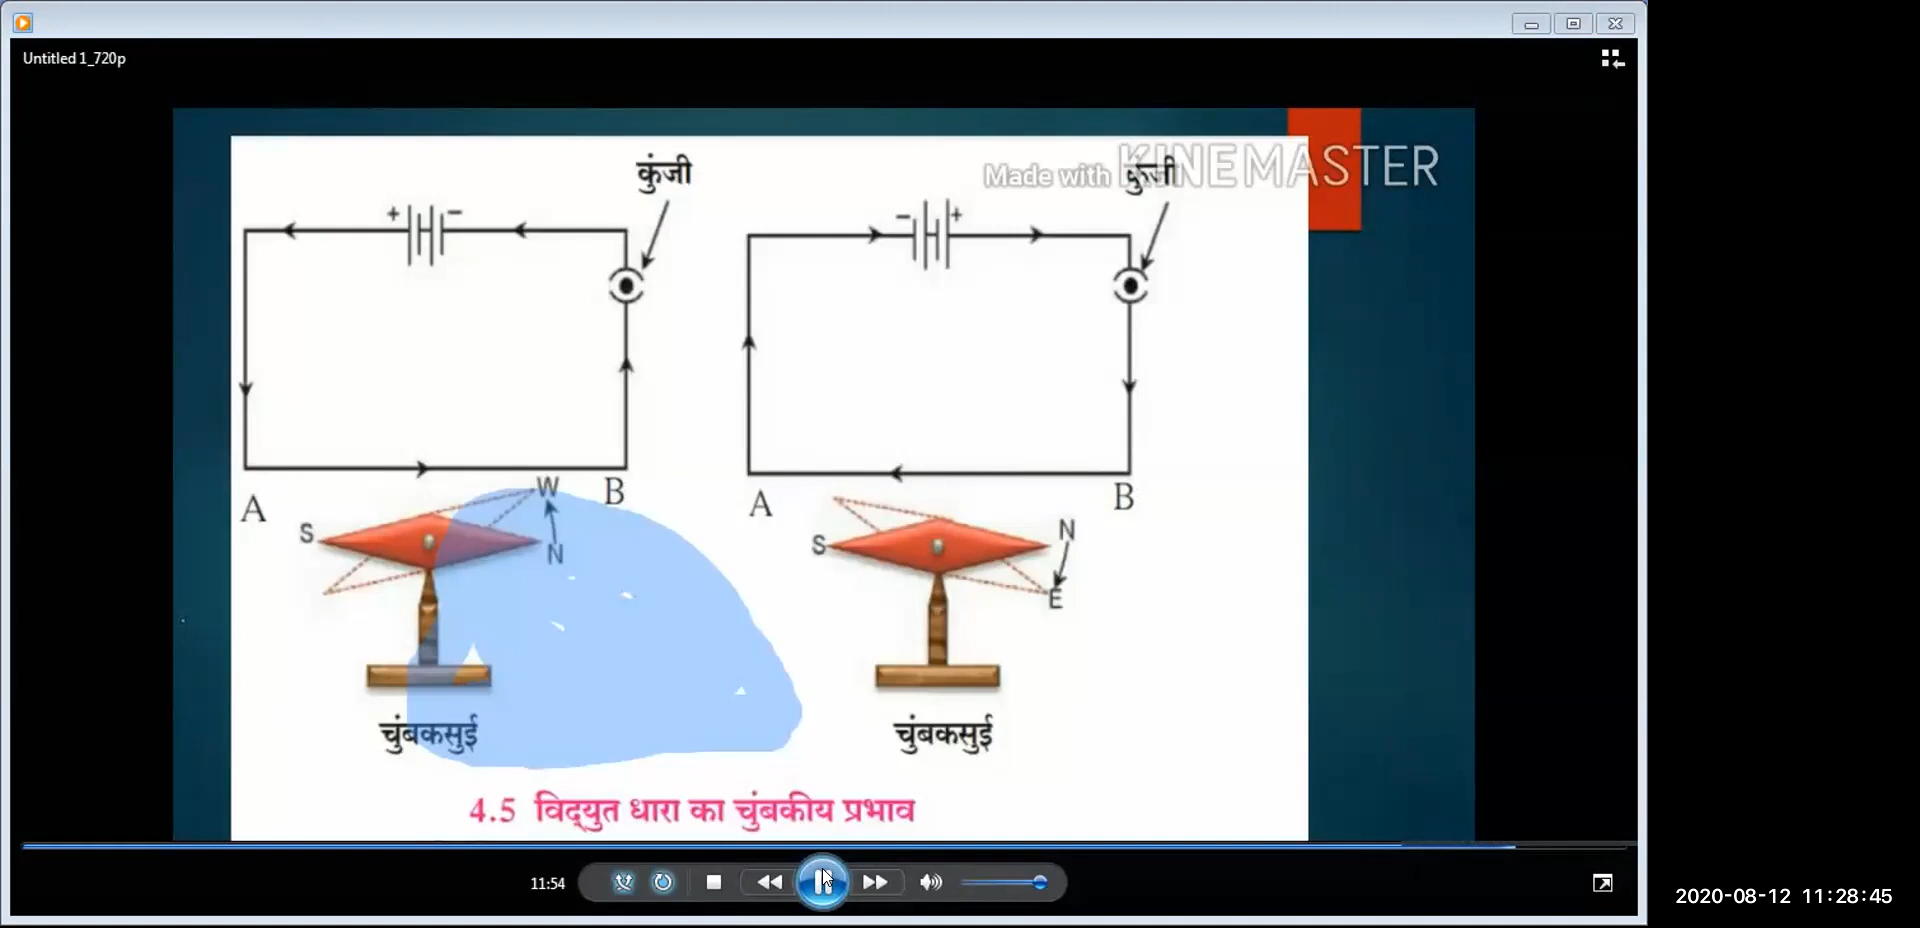 Untitled 1_720p
Made with KINEMASTER
कुंजी
कुंजी
+
−
−
+
A
B
A
B
W
S
N
S
N
E
चुंबकसुई
चुंबकसुई
4.5 विद्युत धारा का चुंबकीय प्रभाव
11:54
2020-08-12 11:28:45